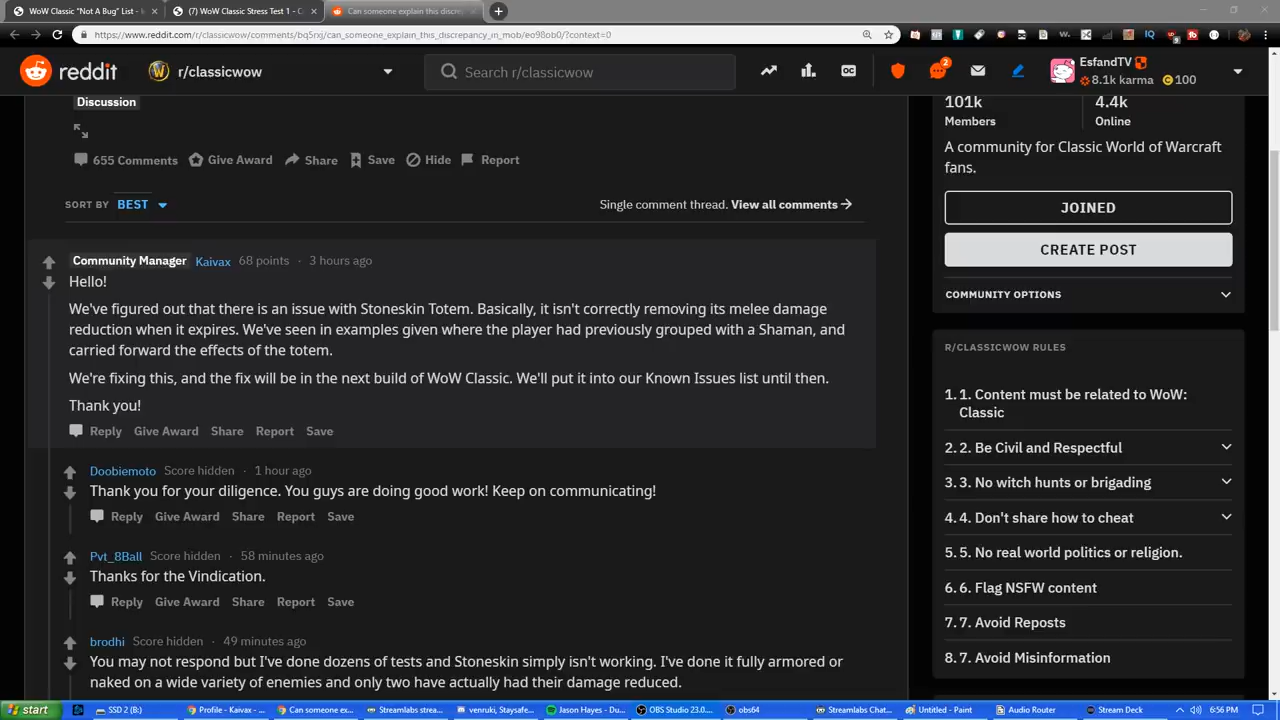 WoW Classic "Not A Bug" List - I
(7) WoW Classic Stress Test 1 - C
Can someone explain this discre
https://www.reddit.com/r/classicwow/comments/bq5rxj/can_someone_explain_this_discrepancy_in_mob/eo98ob0/?context=0
reddit
r/classicwow
Search r/classicwow
2
EsfandTV
8.1k karma
100
Discussion
655 Comments Give Award Share Save Hide Report
SORT BY BEST
Single comment thread. View all comments →
Community Manager Kaivax 68 points · 3 hours ago
Hello!
We've figured out that there is an issue with Stoneskin Totem. Basically, it isn't correctly removing its melee damage
reduction when it expires. We've seen in examples given where the player had previously grouped with a Shaman, and
carried forward the effects of the totem.
We're fixing this, and the fix will be in the next build of WoW Classic. We'll put it into our Known Issues list until then.
Thank you!
Reply Give Award Share Report Save
Doobiemoto Score hidden · 1 hour ago
Thank you for your diligence. You guys are doing good work! Keep on communicating!
Reply Give Award Share Report Save
Pvt_8Ball Score hidden · 58 minutes ago
Thanks for the Vindication.
Reply Give Award Share Report Save
brodhi Score hidden · 49 minutes ago
You may not respond but I've done dozens of tests and Stoneskin simply isn't working. I've done it fully armored or
naked on a wide variety of enemies and only two have actually had their damage reduced.
101k
Members
4.4k
Online
A community for Classic World of Warcraft
fans.
JOINED
CREATE POST
COMMUNITY OPTIONS
R/CLASSICWOW RULES
1. 1. Content must be related to WoW:
Classic
2. 2. Be Civil and Respectful
3. 3. No witch hunts or brigading
4. 4. Don't share how to cheat
5. 5. No real world politics or religion.
6. 6. Flag NSFW content
7. 7. Avoid Reposts
8. 7. Avoid Misinformation
start
SSD 2 (B:)
Profile - Kaivax - ...
Can someone ex...
Streamlabs stream...
venruki, Staysafe...
Jason Hayes - Du...
OBS Studio 23.0....
obs64
Streamlabs Chat...
Untitled - Paint
Audio Router
Stream Deck
6:56 PM